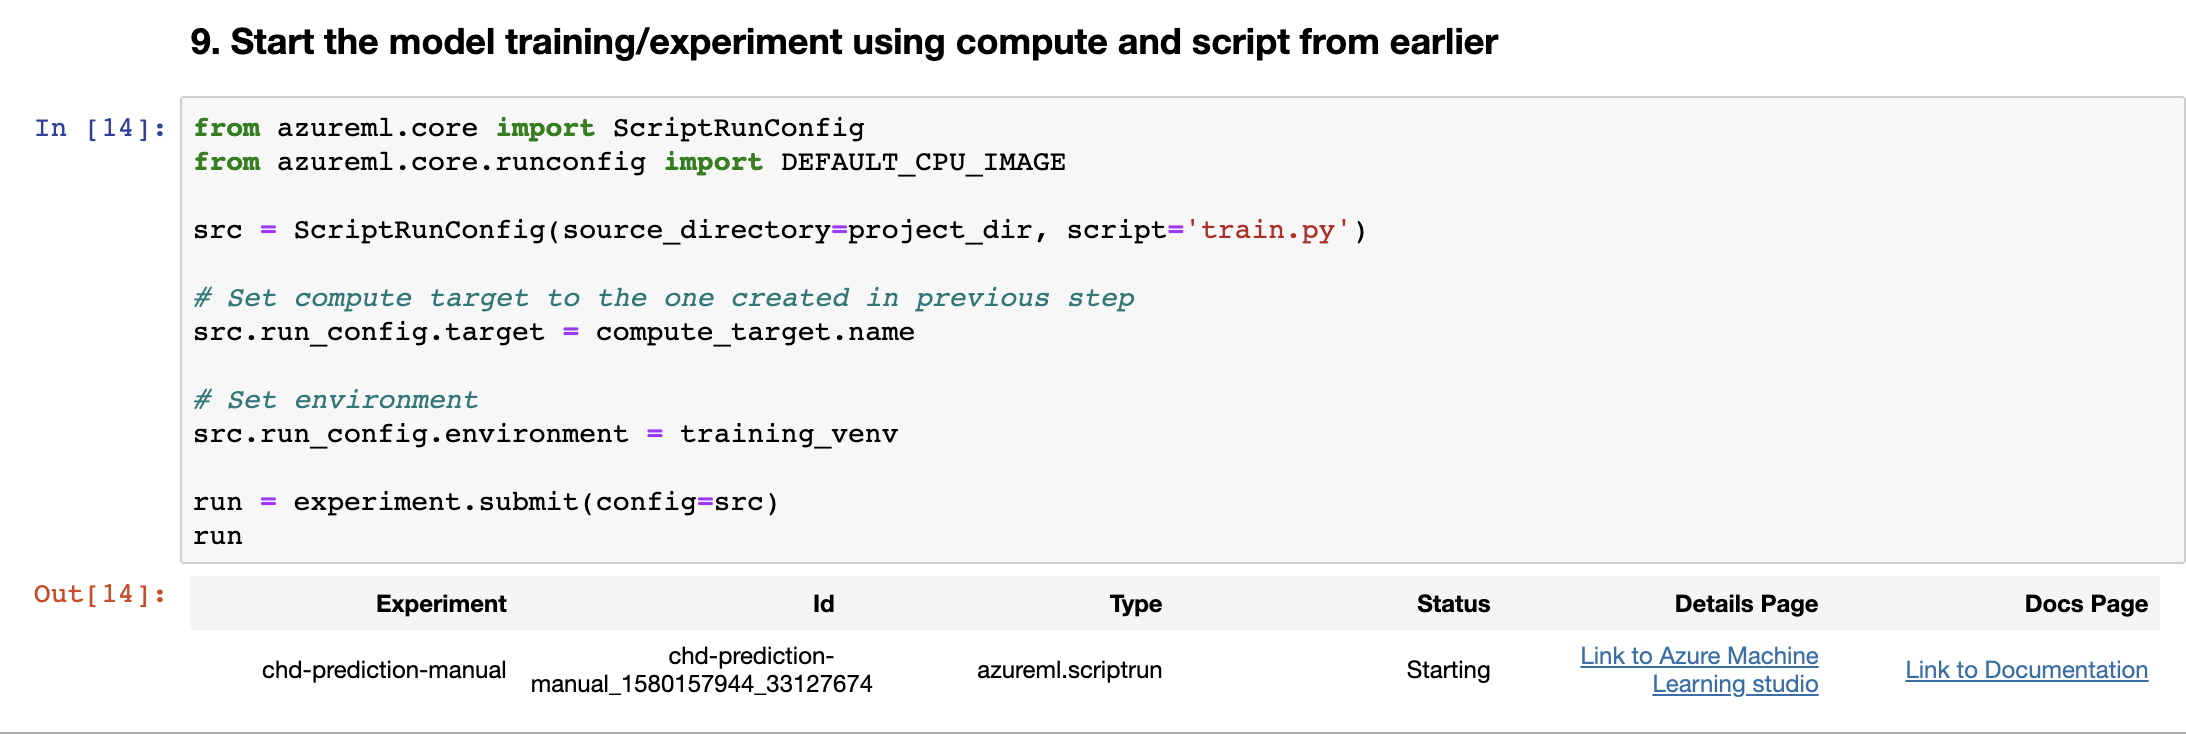 9. Start the model training/experiment using compute and script from earlier
In [14]:
from azureml.core import ScriptRunConfig
from azureml.core.runconfig import DEFAULT_CPU_IMAGE
src = ScriptRunConfig(source_directory=project_dir, script='train.py')
# Set compute target to the one created in previous step
src.run_config.target = compute_target.name
# Set environment
src.run_config.environment = training_venv
run = experiment.submit(config=src)
run
Out[14]:
Experiment Id Type Status Details Page Docs Page
chd-prediction-manual
chd-prediction-
manual_1580157944_33127674
azureml.scriptrun
Starting
Link to Azure Machine
Learning studio
Link to Documentation